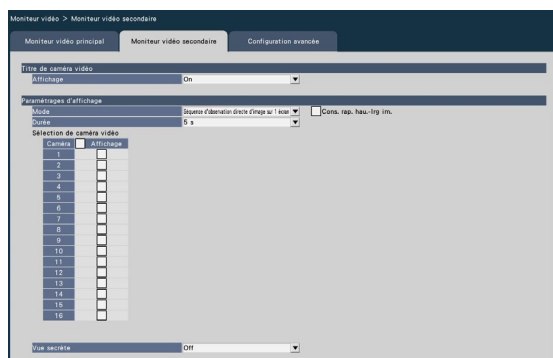 Moniteur vidéo > Moniteur vidéo secondaire
Moniteur vidéo principal Moniteur vidéo secondaire Configuration avancée
Titre de caméra vidéo
Affichage On
Paramétrages d'affichage
Mode Séquence d'observation directe d'image sur 1 écran Cons. rap. hau.-lrg im.
Durée 5 s
Sélection de caméra vidéo
Caméra Affichage
1
2
3
4
5
6
7
8
9
10
11
12
13
14
15
16
Vue secrète Off